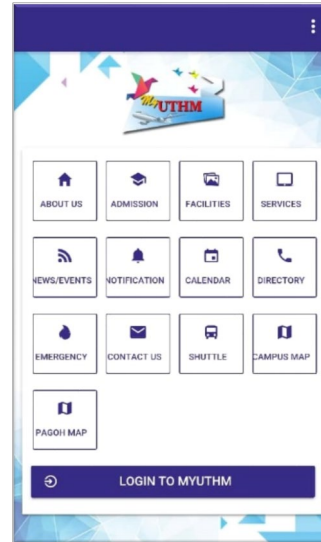 MyUTHM
ABOUT US
ADMISSION
FACILITIES
SERVICES
NEWS/EVENTS
NOTIFICATION
CALENDAR
DIRECTORY
EMERGENCY
CONTACT US
SHUTTLE
CAMPUS MAP
PAGOH MAP
LOGIN TO MYUTHM